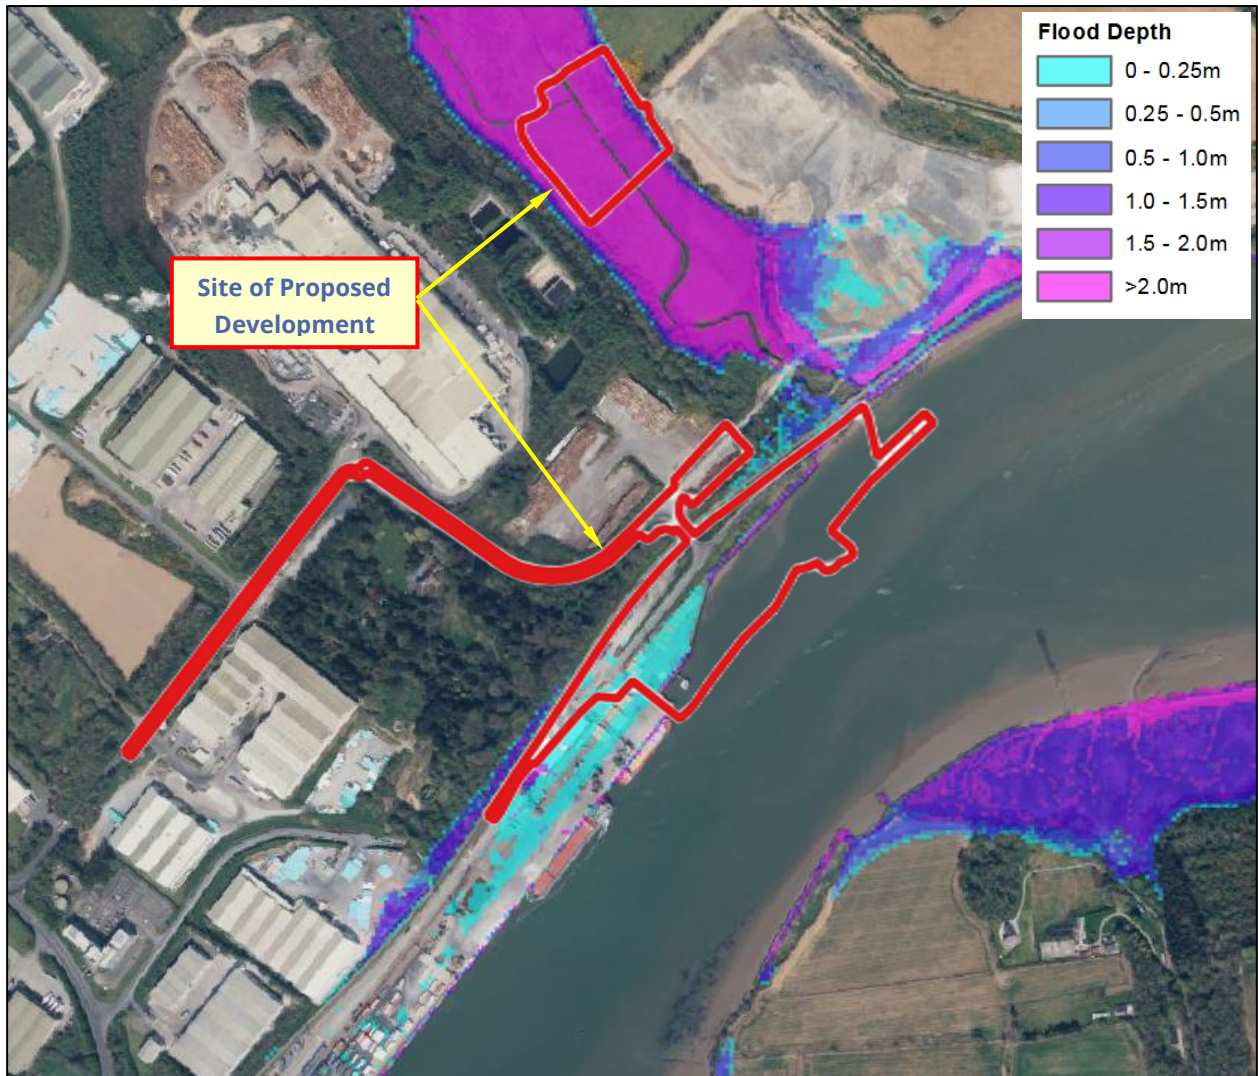 Flood Depth
0 - 0.25m
0.25 - 0.5m
0.5 - 1.0m
1.0 - 1.5m
1.5 - 2.0m
>2.0m
Site of Proposed
Development